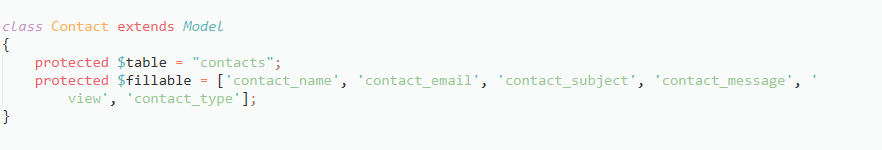 class Contact extends Model
{
    protected $table = "contacts";
    protected $fillable = ['contact_name', 'contact_email', 'contact_subject', 'contact_message', '
        view', 'contact_type'];
}